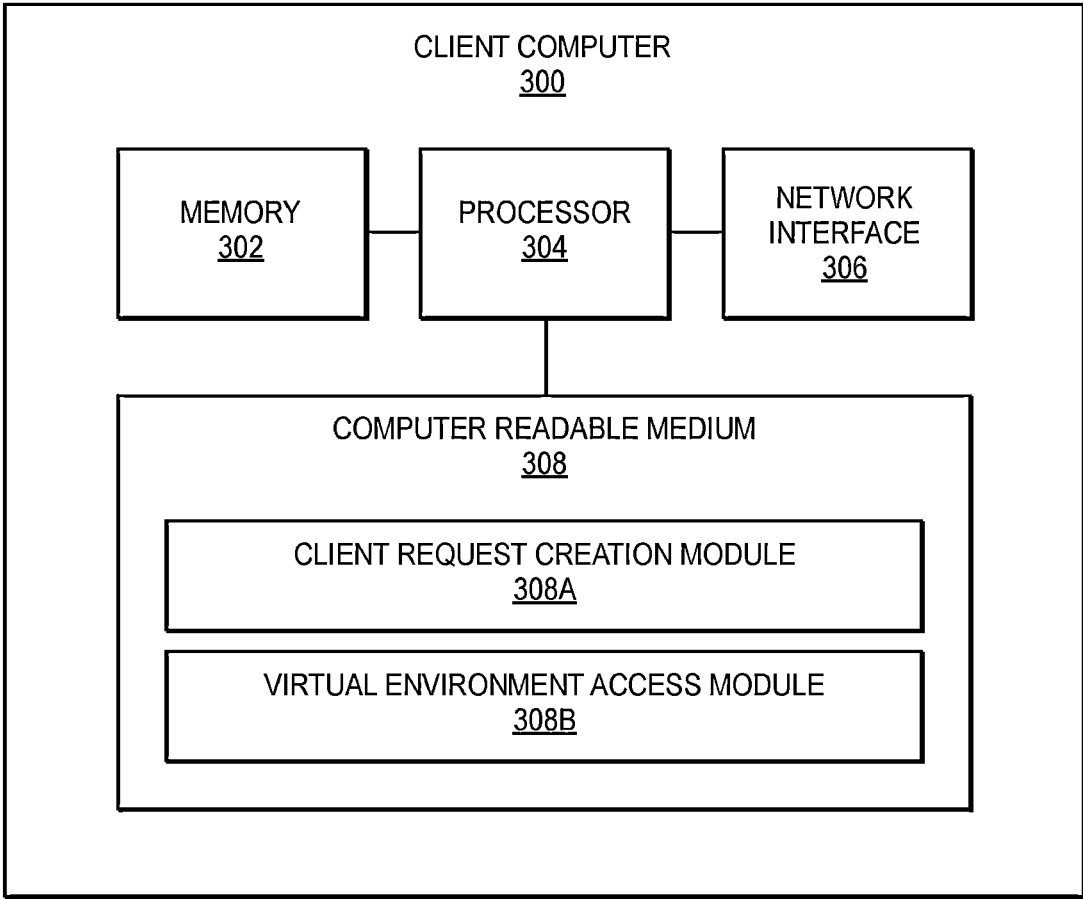 CLIENT COMPUTER
300
MEMORY
302
PROCESSOR
304
NETWORK
INTERFACE
306
COMPUTER READABLE MEDIUM
308
CLIENT REQUEST CREATION MODULE
308A
VIRTUAL ENVIRONMENT ACCESS MODULE
308B